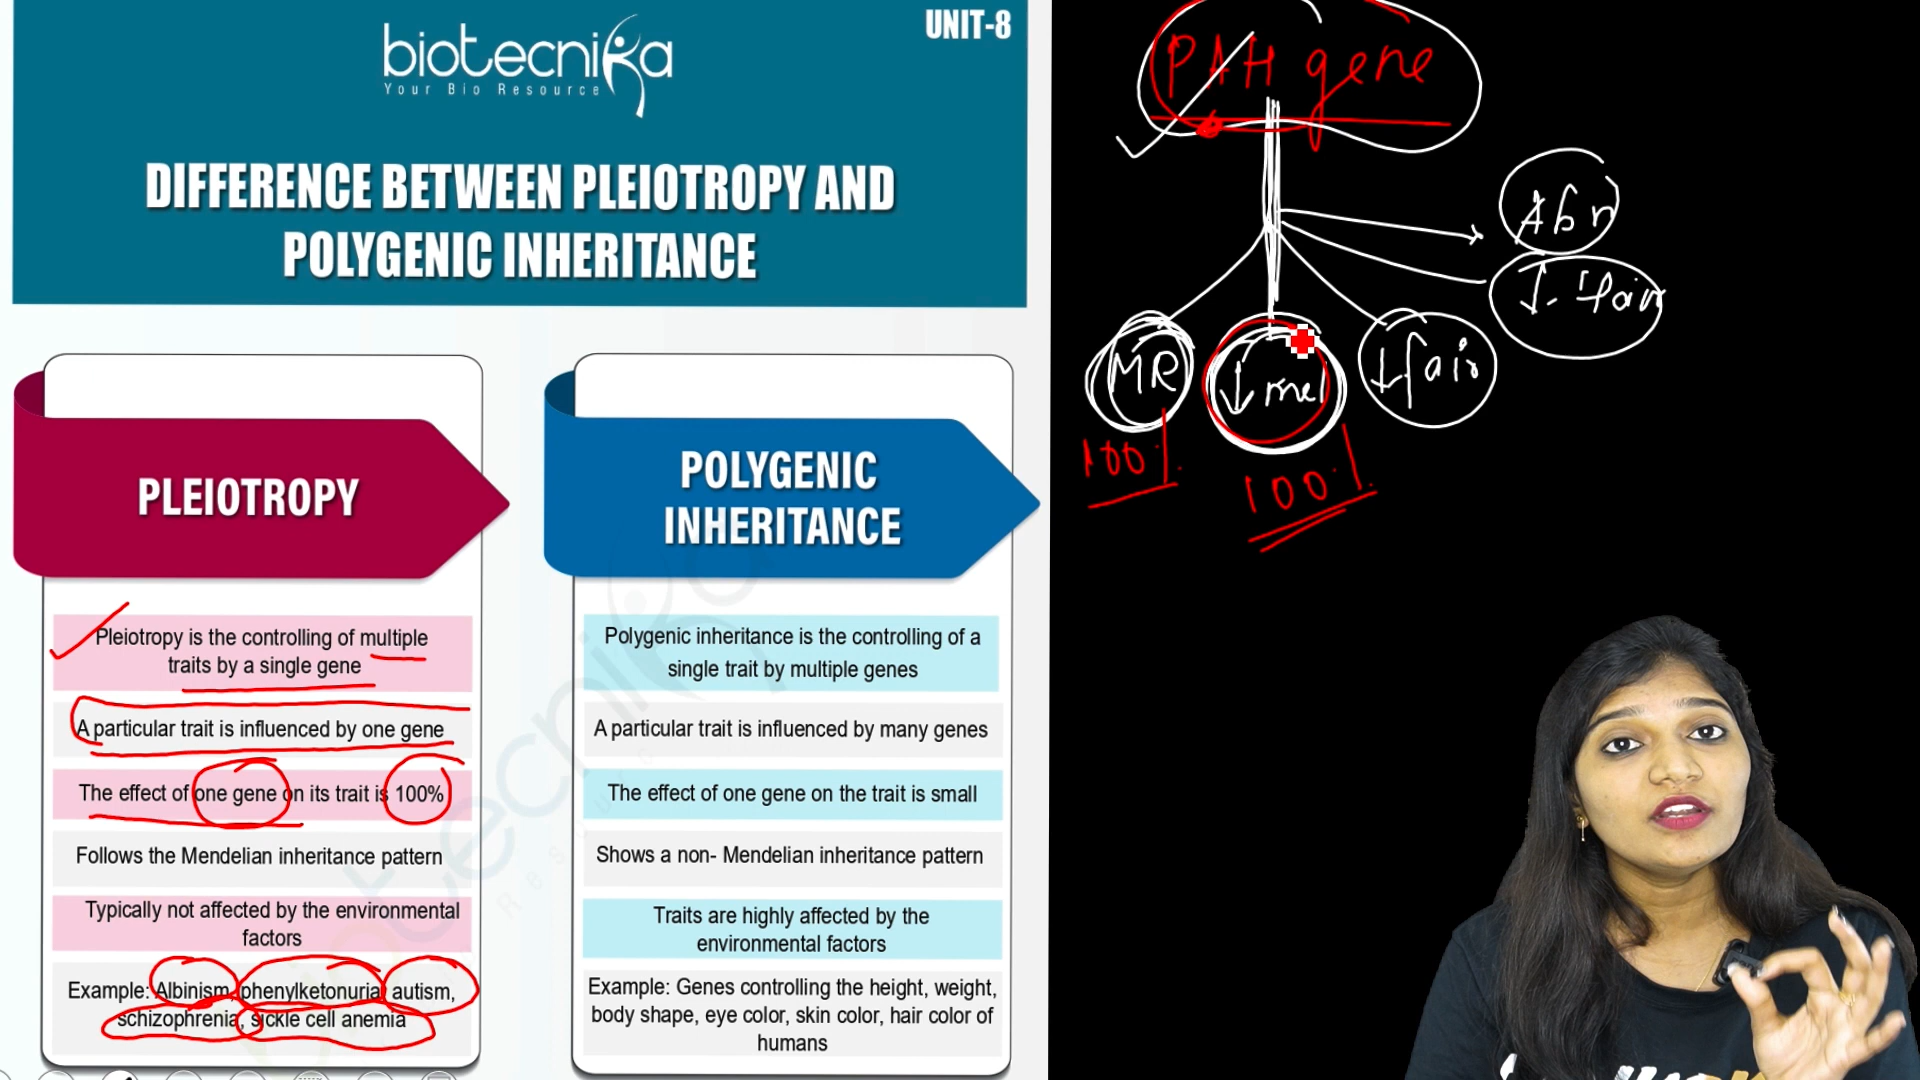 UNIT-8
biotecnika
Your Bio Resource
DIFFERENCE BETWEEN PLEIOTROPY AND
POLYGENIC INHERITANCE
PLEIOTROPY
Pleiotropy is the controlling of multiple
traits by a single gene
A particular trait is influenced by one gene
The effect of one gene on its trait is 100%
Follows the Mendelian inheritance pattern
Typically not affected by the environmental
factors
Example: Albinism, phenylketonuria, autism,
schizophrenia, sickle cell anemia
POLYGENIC
INHERITANCE
Polygenic inheritance is the controlling of a
single trait by multiple genes
A particular trait is influenced by many genes
The effect of one gene on the trait is small
Shows a non- Mendelian inheritance pattern
Traits are highly affected by the
environmental factors
Example: Genes controlling the height, weight,
body shape, eye color, skin color, hair color of
humans
PAH gene
MR
↓ mel
↓ fair
100%
100%